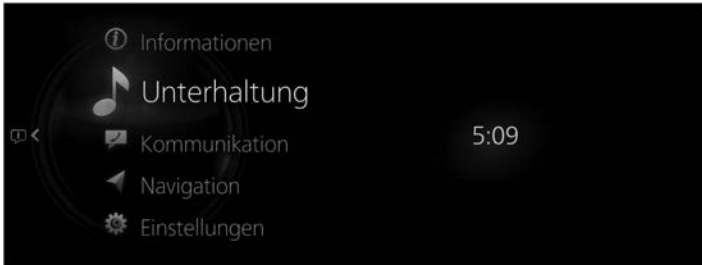 Informationen
Unterhaltung
Kommunikation
Navigation
Einstellungen
5:09